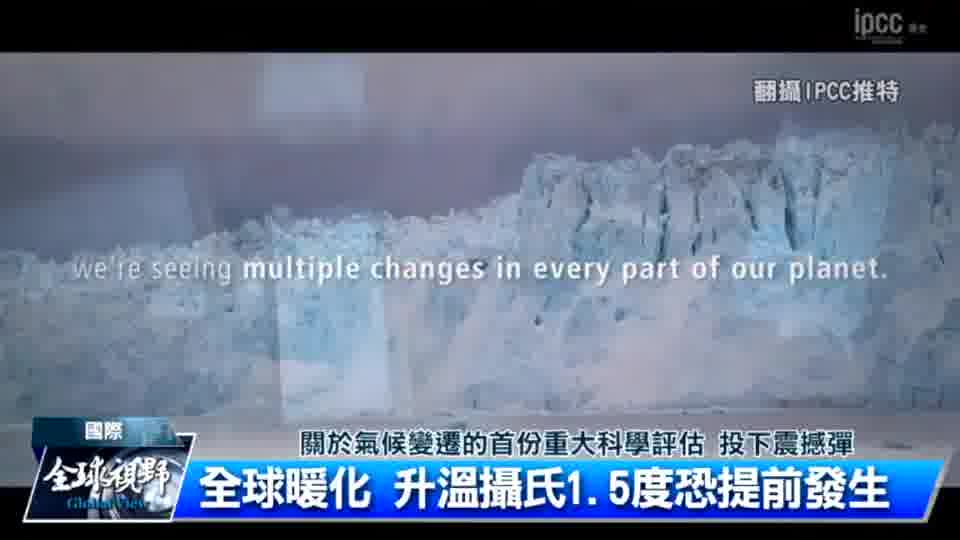 ipcc
翻攝IPCC推特
we're seeing multiple changes in every part of our planet.
國際
關於氣候變遷的首份重大科學評估 投下震撼彈
全球視野
Global View
全球暖化 升溫攝氏1.5度恐提前發生